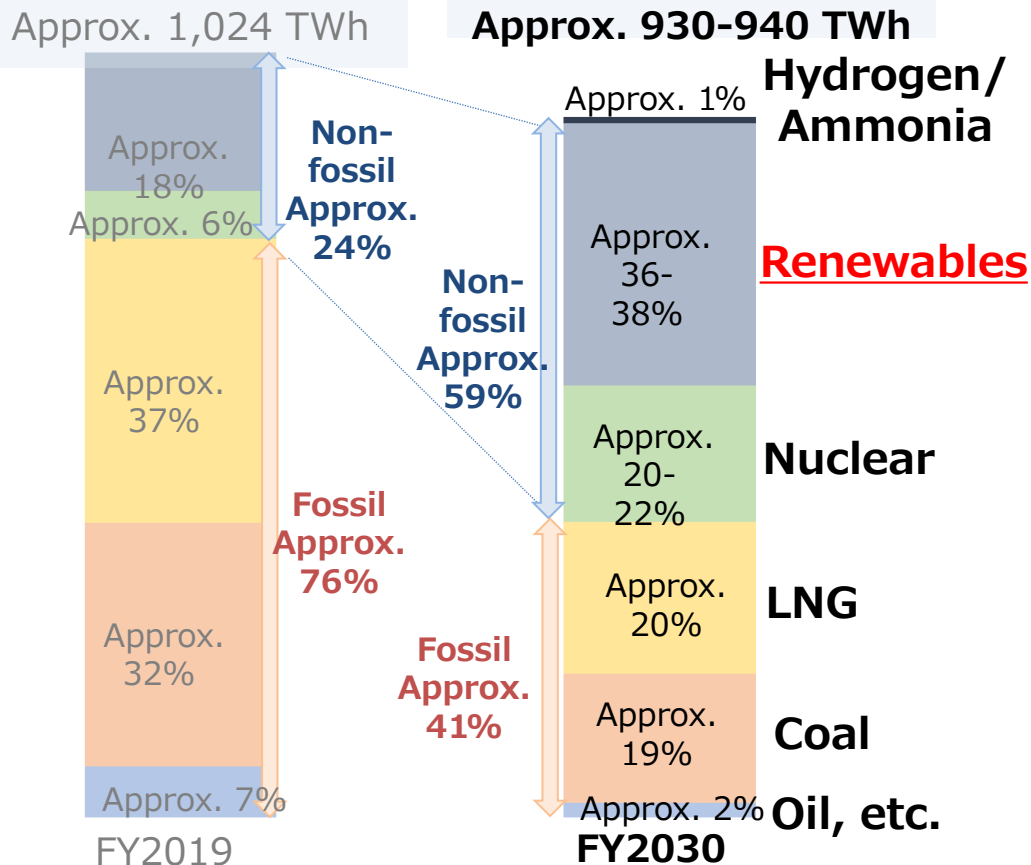 Approx. 1,024 TWh
Approx.
18%
Approx. 6%
Approx.
37%
Approx.
32%
Approx. 7%
FY2019
Non-
fossil
Approx.
24%
Fossil
Approx.
76%
Approx. 930-940 TWh
Approx. 1%
Approx.
36-
38%
Approx.
20-
22%
Approx.
20%
Approx.
19%
Approx. 2%
FY2030
Non-
fossil
Approx.
59%
Fossil
Approx.
41%
Hydrogen/
Ammonia
Renewables
Nuclear
LNG
Coal
Oil, etc.